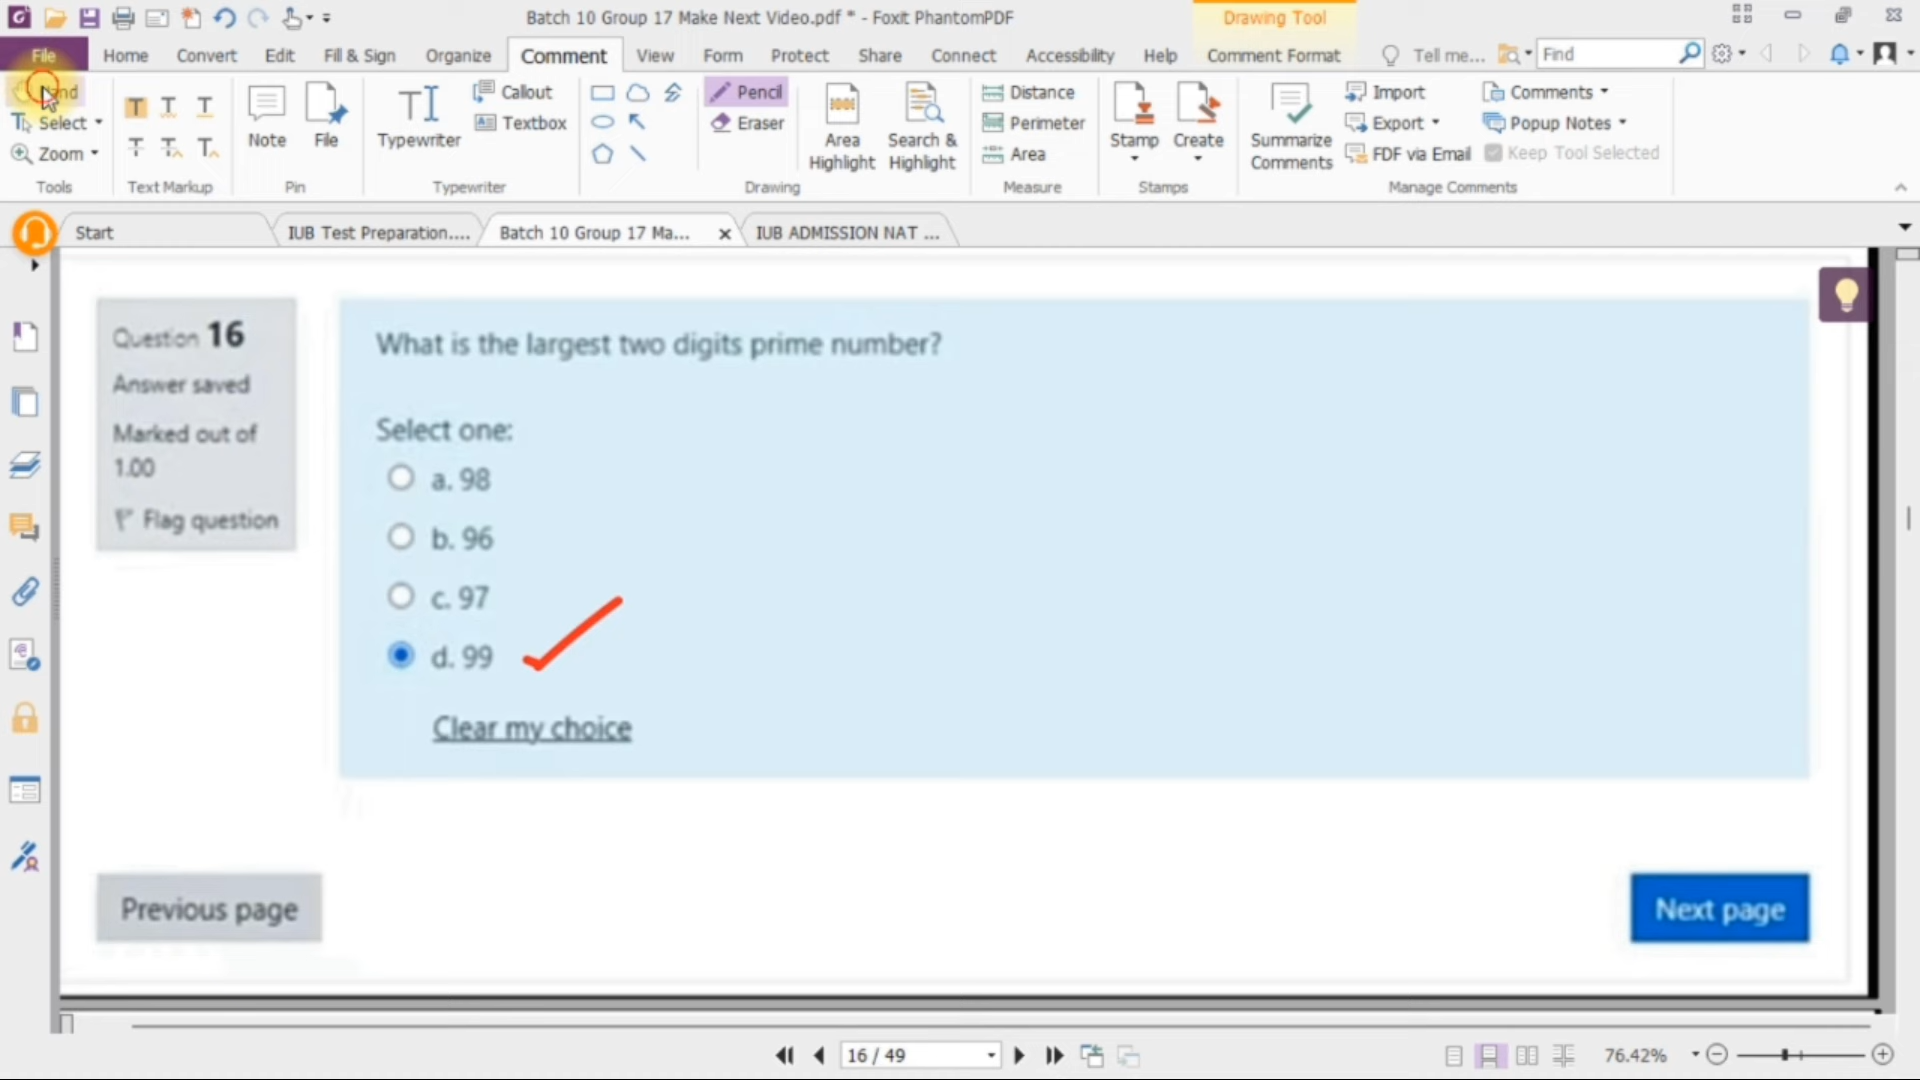 Batch 10 Group 17 Make Next Video.pdf * - Foxit PhantomPDF
Drawing Tool
File
Home
Convert
Edit
Fill & Sign
Organize
Comment
View
Form
Protect
Share
Connect
Accessibility
Help
Comment Format
Tell me...
Find
Select
Zoom
Tools
Text Markup
Note
File
Pin
Typewriter
Callout
Textbox
Typewriter
Pencil
Eraser
Area Highlight
Search & Highlight
Drawing
Distance
Perimeter
Area
Measure
Stamp
Create
Stamps
Summarize Comments
Import
Export
FDF via Email
Comments
Popup Notes
Keep Tool Selected
Manage Comments
Start
IUB Test Preparation....
Batch 10 Group 17 Ma...
IUB ADMISSION NAT ...
Question 16
Answer saved
Marked out of
1.00
Flag question
What is the largest two digits prime number?
Select one:
a. 98
b. 96
c. 97
d. 99
Clear my choice
Previous page
Next page
16 / 49
76.42%